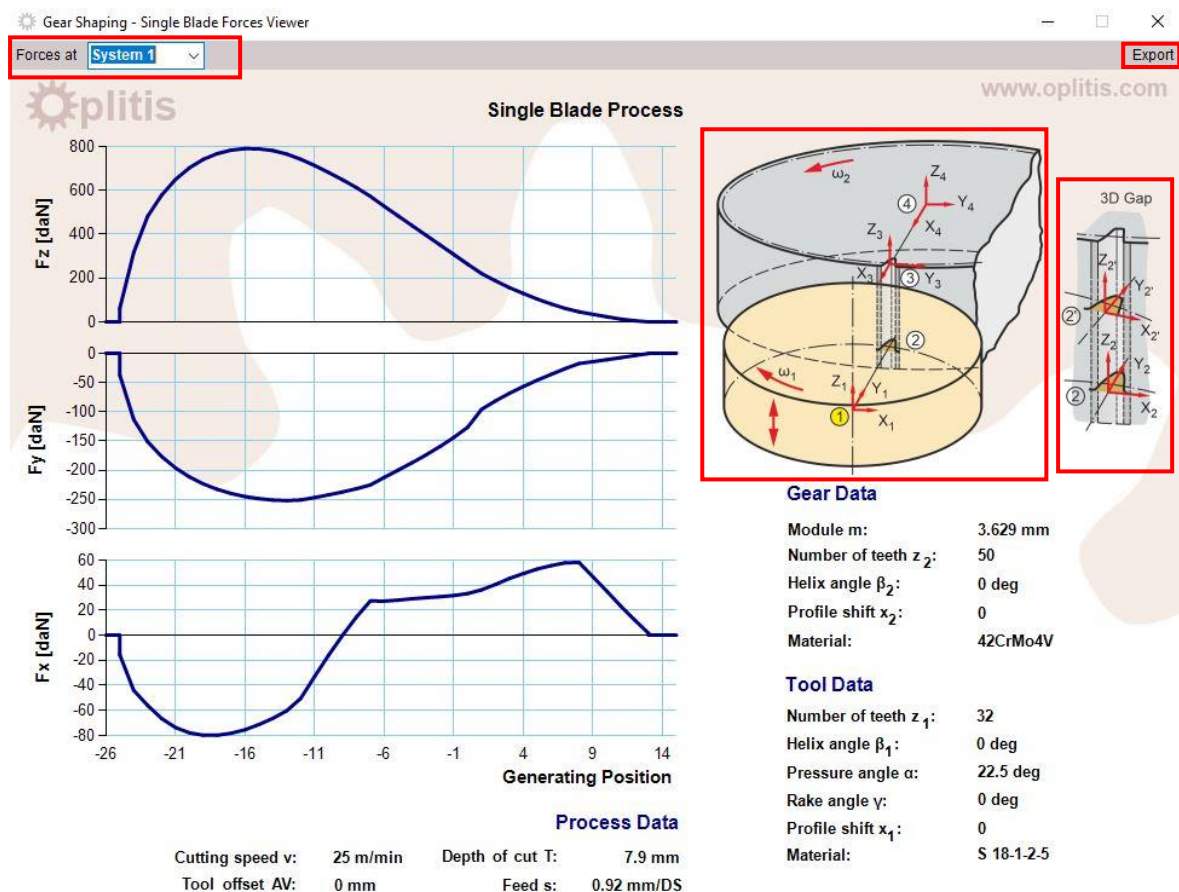 Gear Shaping - Single Blade Forces Viewer
Forces at System 1
Export
Oplitis
www.oplitis.com
Single Blade Process
Fz [daN]
800
600
400
200
0
Fy [daN]
0
-50
-100
-150
-200
-250
-300
Fx [daN]
60
40
20
0
-20
-40
-60
-80
-26 -21 -16 -11 -6 -1 4 9 14
Generating Position
ω2
Z4
4
Y4
X4
Z3
X3
3
Y3
2
ω1
Z1
Y1
1
X1
3D Gap
Z2'
Y2'
2'
X2'
Z2
Y2
2
X2
Gear Data
Module m: 3.629 mm
Number of teeth z2: 50
Helix angle β2: 0 deg
Profile shift x2: 0
Material: 42CrMo4V
Tool Data
Number of teeth z1: 32
Helix angle β1: 0 deg
Pressure angle α: 22.5 deg
Rake angle γ: 0 deg
Profile shift x1: 0
Material: S 18-1-2-5
Process Data
Cutting speed v: 25 m/min Depth of cut T: 7.9 mm
Tool offset AV: 0 mm Feed s: 0.92 mm/DS